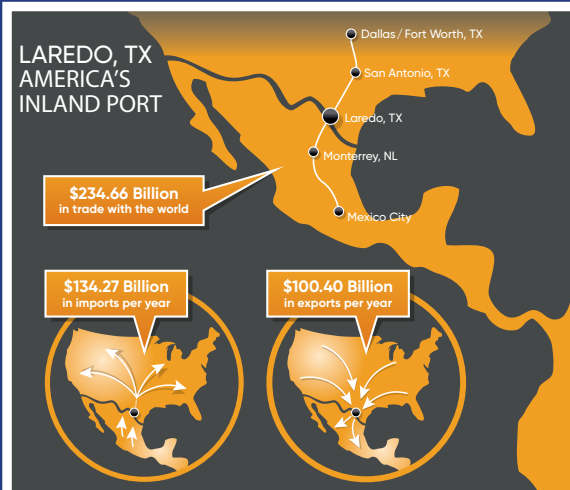 LAREDO, TX
AMERICA'S
INLAND PORT
Dallas / Fort Worth, TX
San Antonio, TX
Laredo, TX
Monterrey, NL
Mexico City
$234.66 Billion
in trade with the world
$134.27 Billion
in imports per year
$100.40 Billion
in exports per year